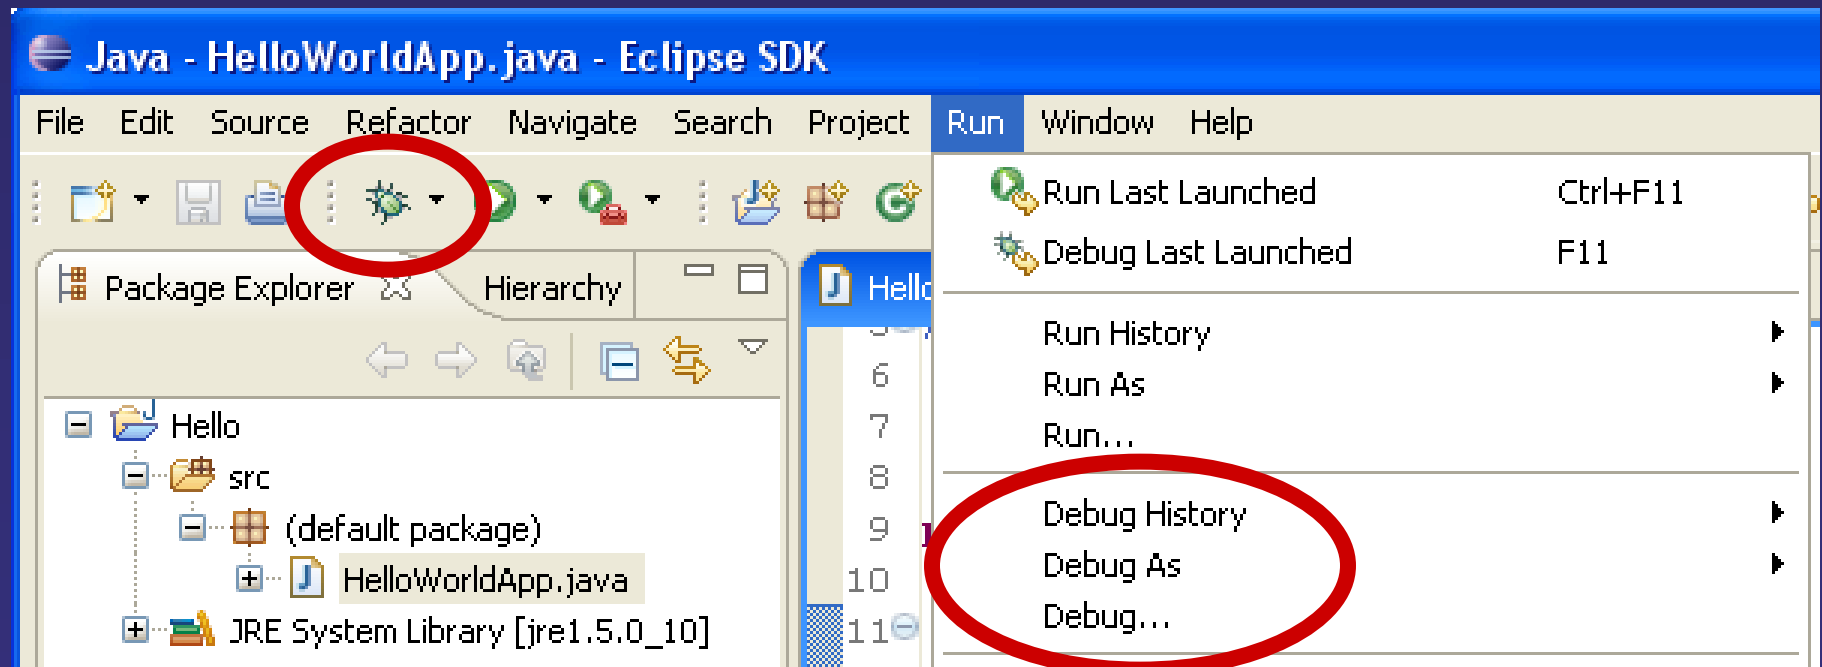 Java - HelloWorldApp.java - Eclipse SDK
File Edit Source Refactor Navigate Search Project Run Window Help
Run Last Launched Ctrl+F11
Debug Last Launched F11
Package Explorer Hierarchy
Run History
Run As
Run...
Debug History
Debug As
Debug...
Hello
src
(default package)
HelloWorldApp.java
JRE System Library [jre1.5.0_10]
6
7
8
9
10
11